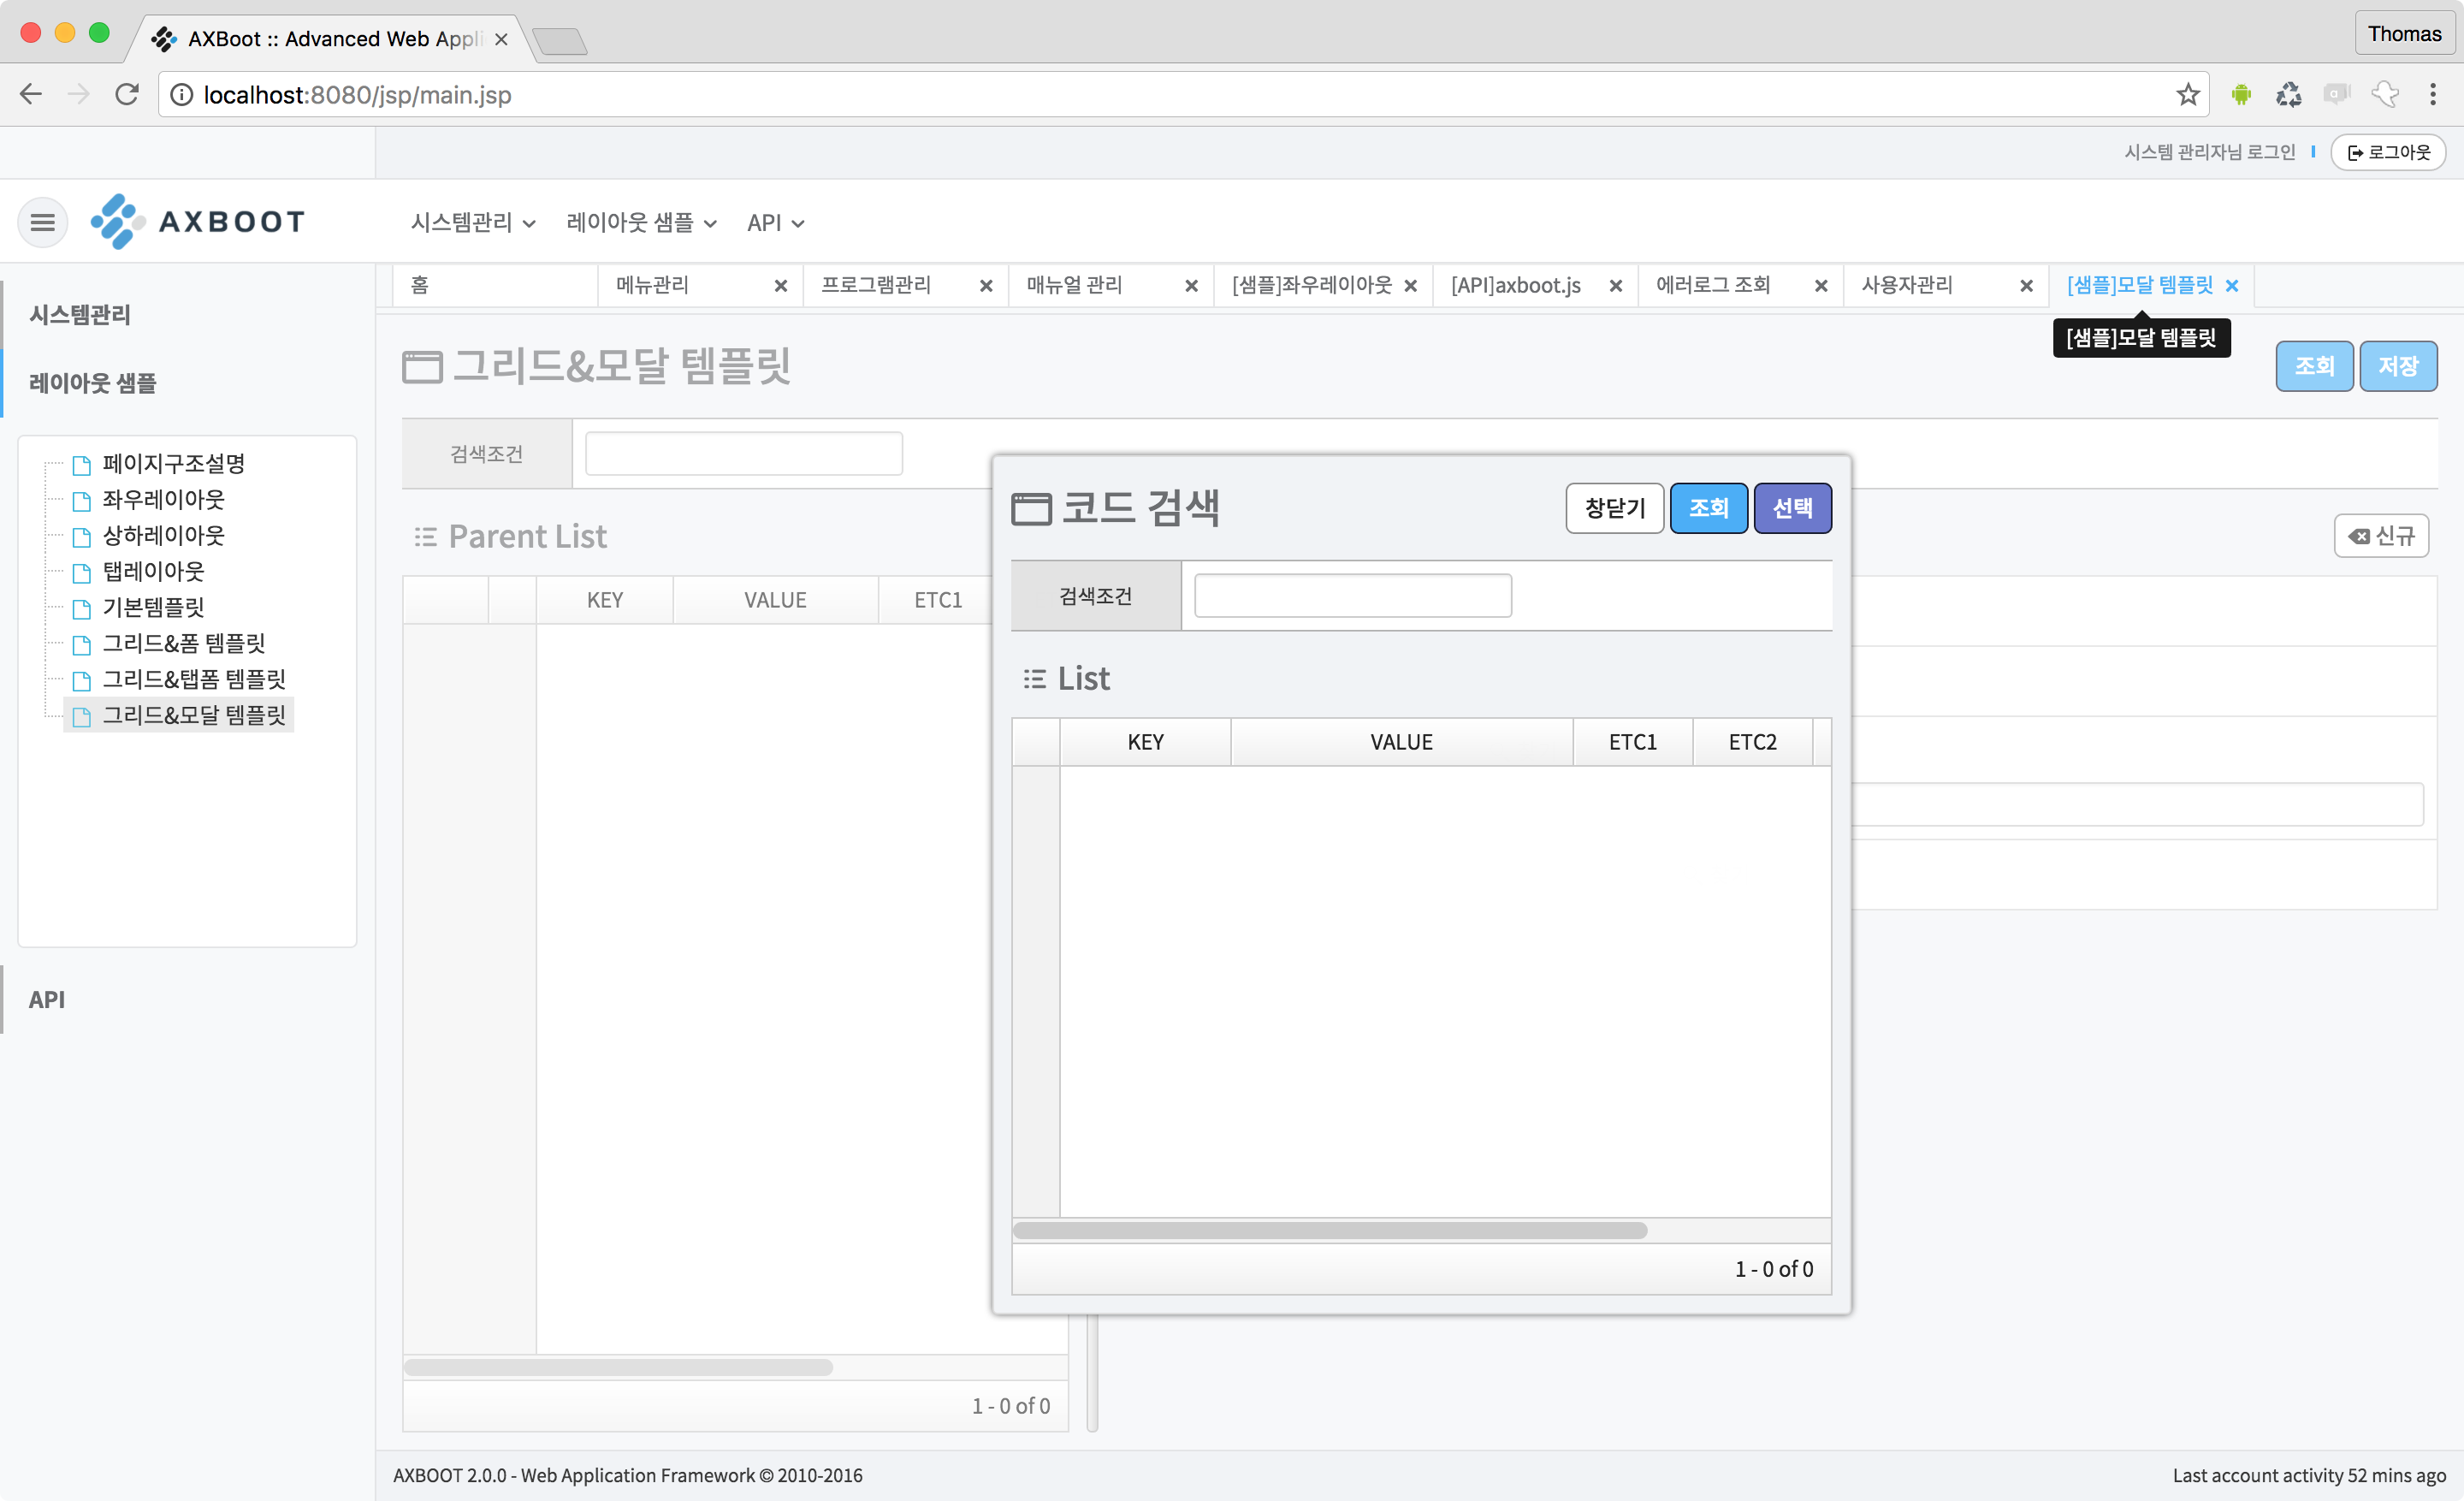 AXBoot :: Advanced Web Appli
Thomas
localhost:8080/jsp/main.jsp
시스템 관리자님 로그인
로그아웃
AXBOOT
시스템관리
레이아웃 샘플
API
홈
메뉴관리
프로그램관리
매뉴얼 관리
[샘플]좌우레이아웃
[API]axboot.js
에러로그 조회
사용자관리
[샘플]모달 템플릿
[샘플]모달 템플릿
시스템관리
레이아웃 샘플
페이지구조설명
좌우레이아웃
상하레이아웃
탭레이아웃
기본템플릿
그리드&폼 템플릿
그리드&탭폼 템플릿
그리드&모달 템플릿
API
그리드&모달 템플릿
조회
저장
검색조건
Parent List
신규
KEY
VALUE
ETC1
1 - 0 of 0
코드 검색
창닫기
조회
선택
검색조건
List
KEY
VALUE
ETC1
ETC2
1 - 0 of 0
AXBOOT 2.0.0 - Web Application Framework © 2010-2016
Last account activity 52 mins ago